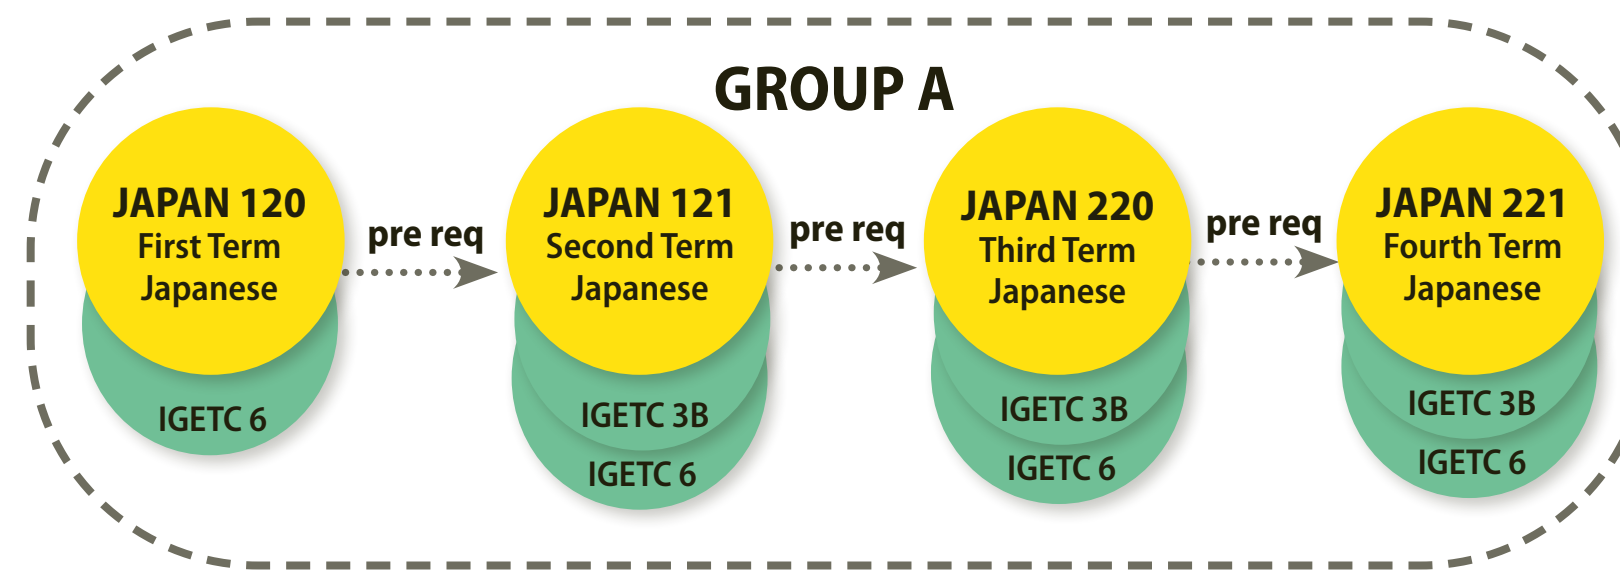 GROUP A
JAPAN 120
First Term
Japanese
IGETC 6
pre req
JAPAN 121
Second Term
Japanese
IGETC 3B
IGETC 6
pre req
JAPAN 220
Third Term
Japanese
IGETC 3B
IGETC 6
pre req
JAPAN 221
Fourth Term
Japanese
IGETC 3B
IGETC 6